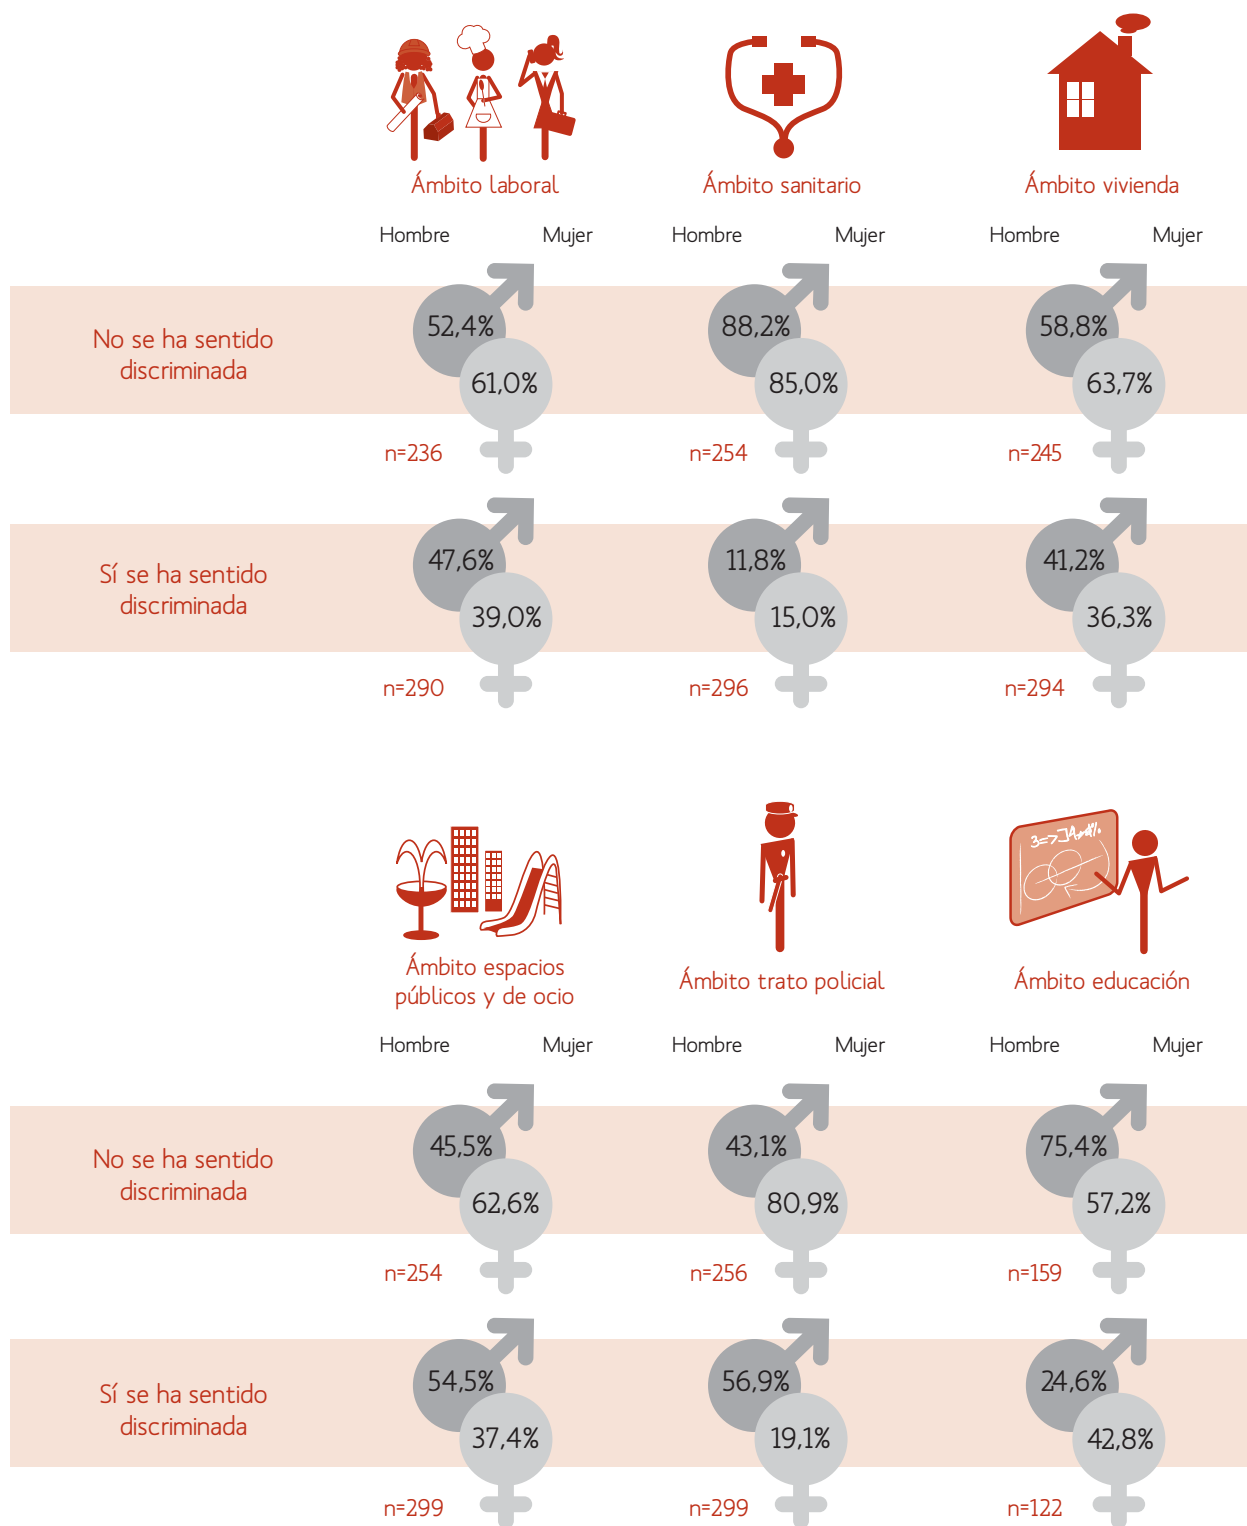 Ámbito laboral
Ámbito sanitario
Ámbito vivienda
Hombre Mujer
Hombre Mujer
Hombre Mujer
No se ha sentido
discriminada
52,4%
61,0%
88,2%
85,0%
58,8%
63,7%
n=236
n=254
n=245
Sí se ha sentido
discriminada
47,6%
39,0%
11,8%
15,0%
41,2%
36,3%
n=290
n=296
n=294
Ámbito espacios
públicos y de ocio
Ámbito trato policial
Ámbito educación
Hombre Mujer
Hombre Mujer
Hombre Mujer
No se ha sentido
discriminada
45,5%
62,6%
43,1%
80,9%
75,4%
57,2%
n=254
n=256
n=159
Sí se ha sentido
discriminada
54,5%
37,4%
56,9%
19,1%
24,6%
42,8%
n=299
n=299
n=122